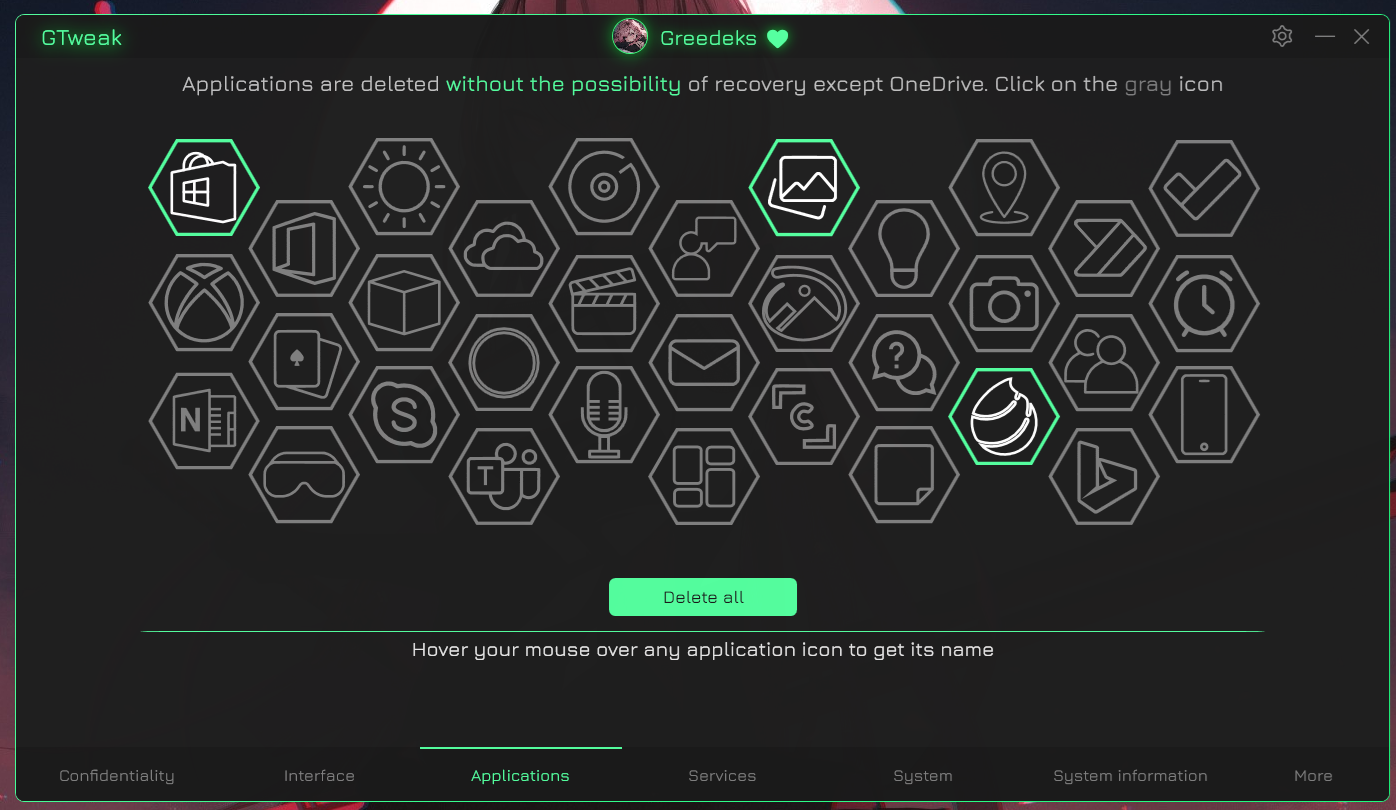 GTweak
Greedeks
Applications are deleted without the possibility of recovery except OneDrive. Click on the gray icon
N
S
T
?
C
Delete all
Hover your mouse over any application icon to get its name
Confidentiality
Interface
Applications
Services
System
System information
More